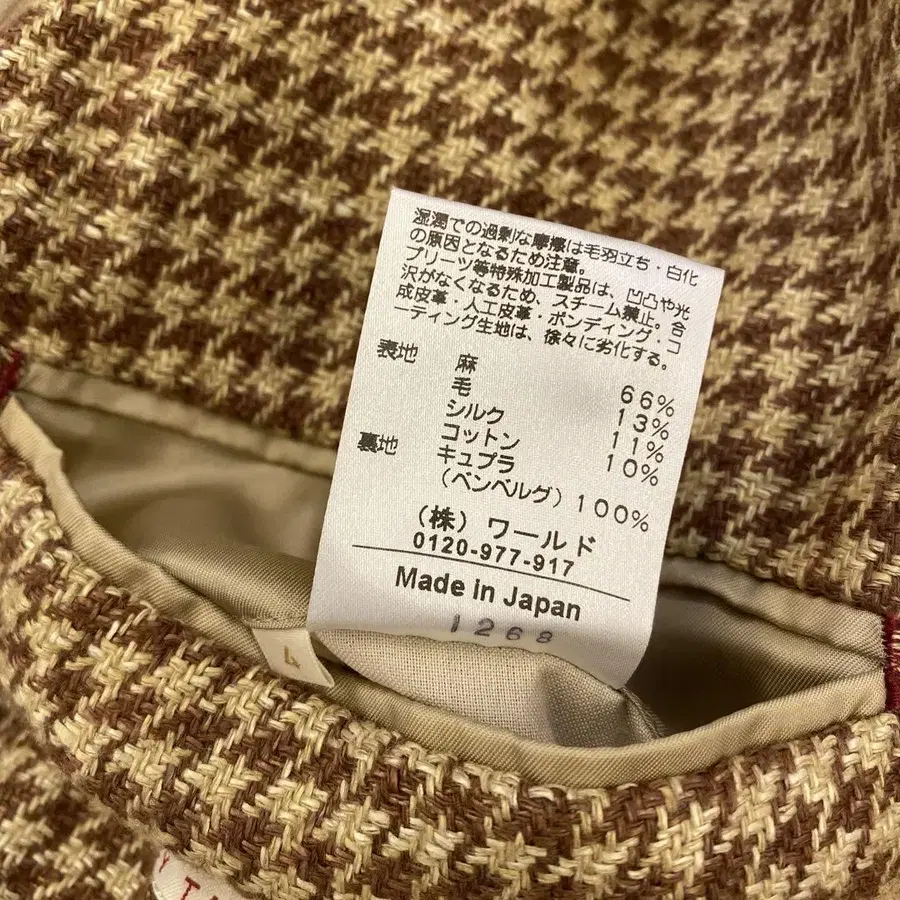 湿潤での過剰な摩擦は毛羽立ち・白化
の原因となるため注意。
プリーツ等特殊加工製品は、凹凸や光
沢がなくなるため、スチーム禁止。合
成皮革・人工皮革・ボンディング・コ
ーティング生地は、徐々に劣化する。
表地 麻 66%
毛 13%
シルク 11%
コットン 10%
裏地 キュプラ
(ベンベルグ) 100%
(株) ワールド
0120-977-917
Made in Japan
1268
4
Y T